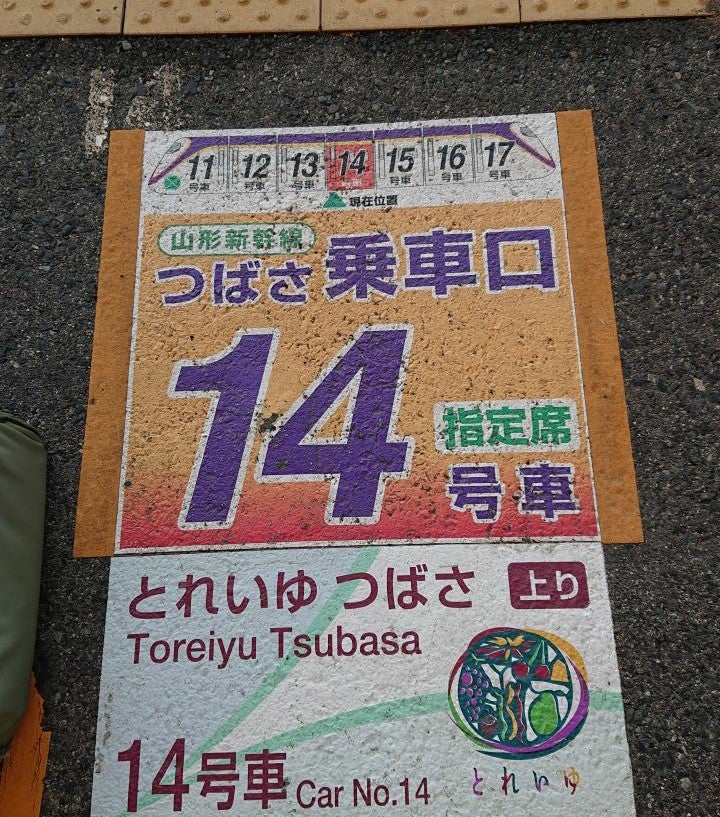 11 12 13 14 15 16 17
号車 号車 号車 号車 号車 号車 号車
現在位置
山形新幹線
つばさ 乗車口
14 指定席
号車
とれいゆ つばさ 上り
Toreiyu Tsubasa
14号車 Car No.14
とれいゆ